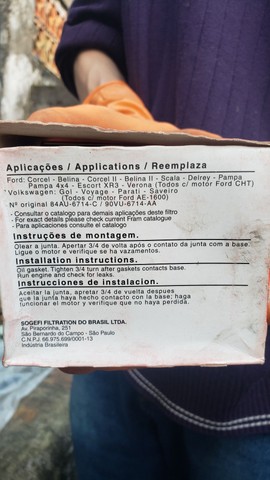 Aplicações / Applications / Reemplaza
Ford: Corcel - Belina - Corcel II - Belina II - Scala - Delrey - Pampa
Pampa 4x4 - Escort XR3 - Verona (Todos c/ motor Ford CHT)
Volkswagen: Gol - Voyage - Parati - Saveiro
(Todos c/ motor Ford AE-1600)
Nº original 84AU-6714-C / 90VU-6714-AA
- Consultar o catalogo para demais aplicações deste filtro
- For exact details please check current Fram catalogue
- Para aplicaciones consulte el catalogo
Instruções de montagem.
Olear a junta. Apertar 3/4 de volta após o contato da junta com a base.
Ligue o motor e verifique se ha vazamentos.
Installation instructions.
Oil gasket. Tighten 3/4 turn after gaskets contacts base.
Run engine and check for leaks.
Instrucciones de instalacion.
Aceitar la junta, apretar 3/4 de vuelta despues
que la junta haya hecho contacto con la base; haga
funcionar el motor y verifique que no haya perdida.
SOGEFI FILTRATION DO BRASIL LTDA.
Av. Piraporinha, 251
São Bernardo do Campo - São Paulo
C.N.P.J. 66.975.699/0001-13
Indústria Brasileira